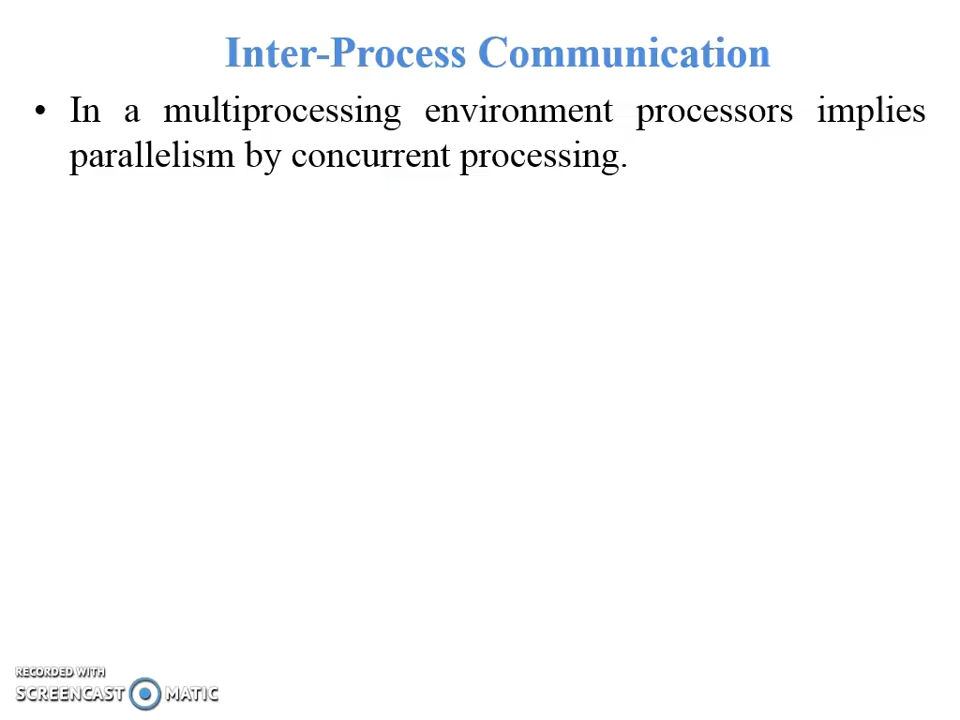 Inter-Process Communication
• In a multiprocessing environment processors implies
parallelism by concurrent processing.
RECORDED WITH
SCREENCAST MATIC